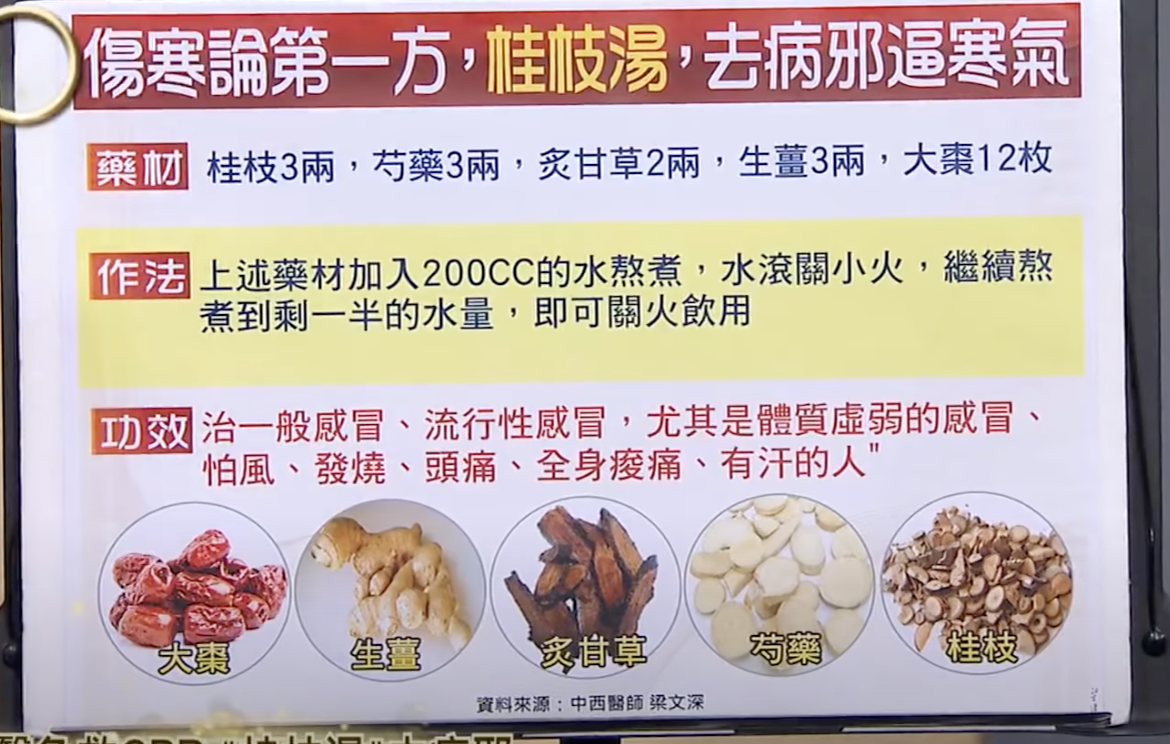 傷寒論第一方，桂枝湯，去病邪逼寒氣
藥材 桂枝3兩，芍藥3兩，炙甘草2兩，生薑3兩，大棗12枚
作法 上述藥材加入200CC的水熬煮，水滾關小火，繼續熬
煮到剩一半的水量，即可關火飲用
功效 治一般感冒、流行性感冒，尤其是體質虛弱的感冒、
怕風、發燒、頭痛、全身痠痛、有汗的人"
大棗 生薑 炙甘草 芍藥 桂枝
資料來源：中西醫師 梁文深